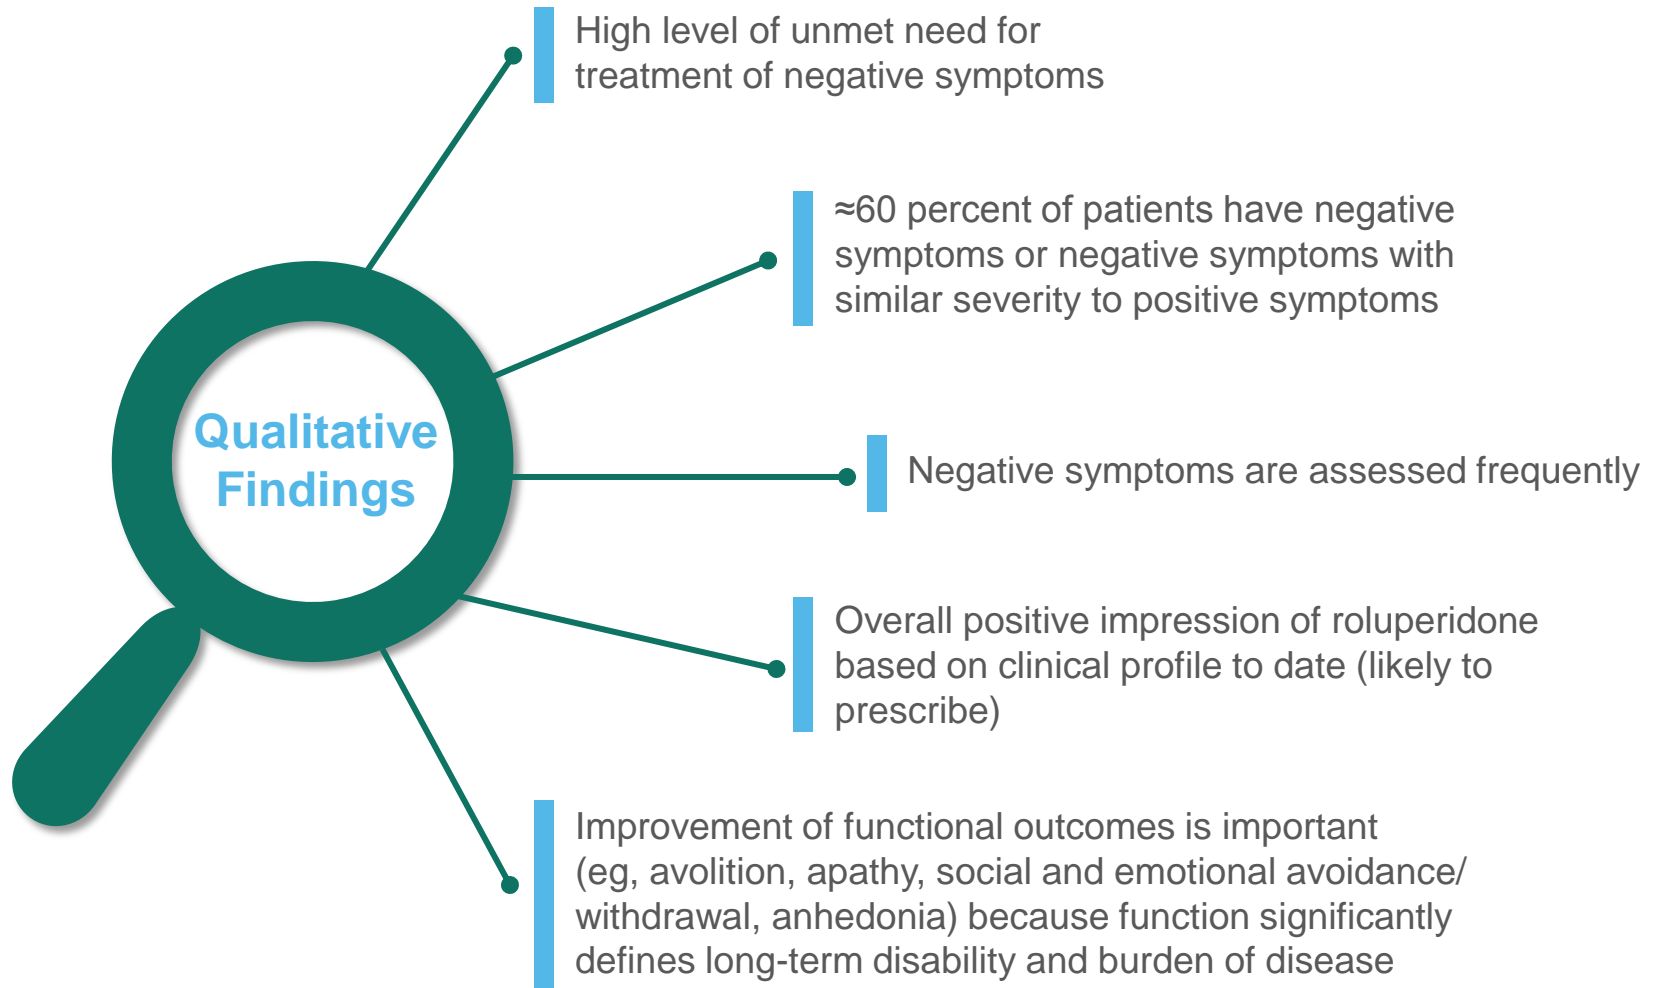 High level of unmet need for
treatment of negative symptoms
≈60 percent of patients have negative
symptoms or negative symptoms with
similar severity to positive symptoms
Qualitative
Findings
Negative symptoms are assessed frequently
Overall positive impression of roluperidone
based on clinical profile to date (likely to
prescribe)
Improvement of functional outcomes is important
(eg, avolition, apathy, social and emotional avoidance/
withdrawal, anhedonia) because function significantly
defines long-term disability and burden of disease